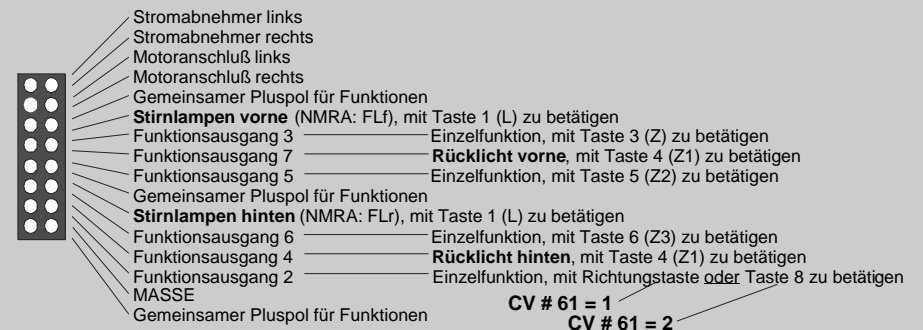 Stromabnehmer links
Stromabnehmer rechts
Motoranschluß links
Motoranschluß rechts
Gemeinsamer Pluspol für Funktionen
Stirnlampen vorne (NMRA: FLf), mit Taste 1 (L) zu betätigen
Funktionsausgang 3 Einzelfunktion, mit Taste 3 (Z) zu betätigen
Funktionsausgang 7 Rücklicht vorne, mit Taste 4 (Z1) zu betätigen
Funktionsausgang 5 Einzelfunktion, mit Taste 5 (Z2) zu betätigen
Gemeinsamer Pluspol für Funktionen
Stirnlampen hinten (NMRA: FLr), mit Taste 1 (L) zu betätigen
Funktionsausgang 6 Einzelfunktion, mit Taste 6 (Z3) zu betätigen
Funktionsausgang 4 Rücklicht hinten, mit Taste 4 (Z1) zu betätigen
Funktionsausgang 2 Einzelfunktion, mit Richtungstaste oder Taste 8 zu betätigen
MASSE
CV # 61 = 1
Gemeinsamer Pluspol für Funktionen
CV # 61 = 2